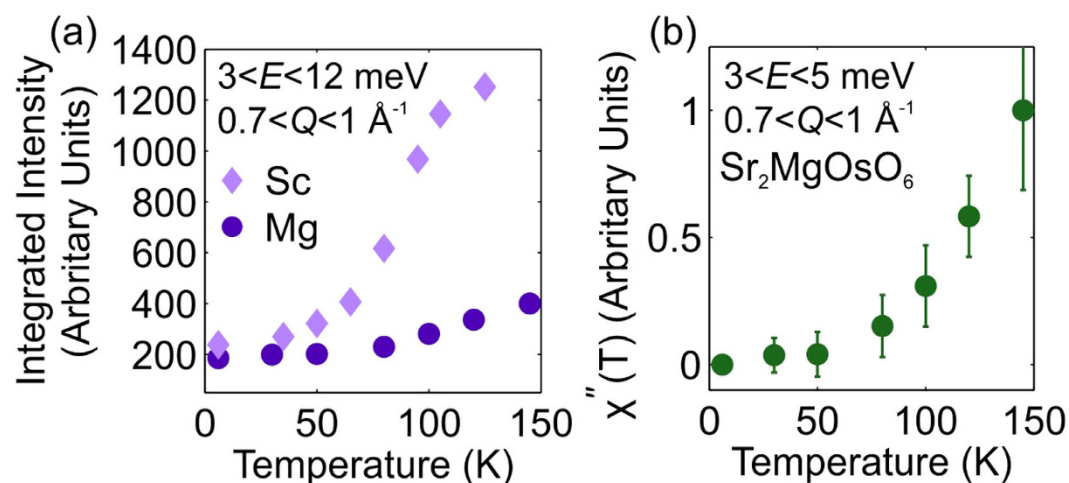 (a)
Integrated Intensity
(Arbritary Units)
1400
1200
1000
800
600
400
200
3<E<12 meV
0.7<Q<1 Å⁻¹
Sc
Mg
0 50 100 150
Temperature (K)
(b)
χ″(T) (Arbritary Units)
1
0.5
0
3<E<5 meV
0.7<Q<1 Å⁻¹
Sr₂MgOsO₆
0 50 100 150
Temperature (K)